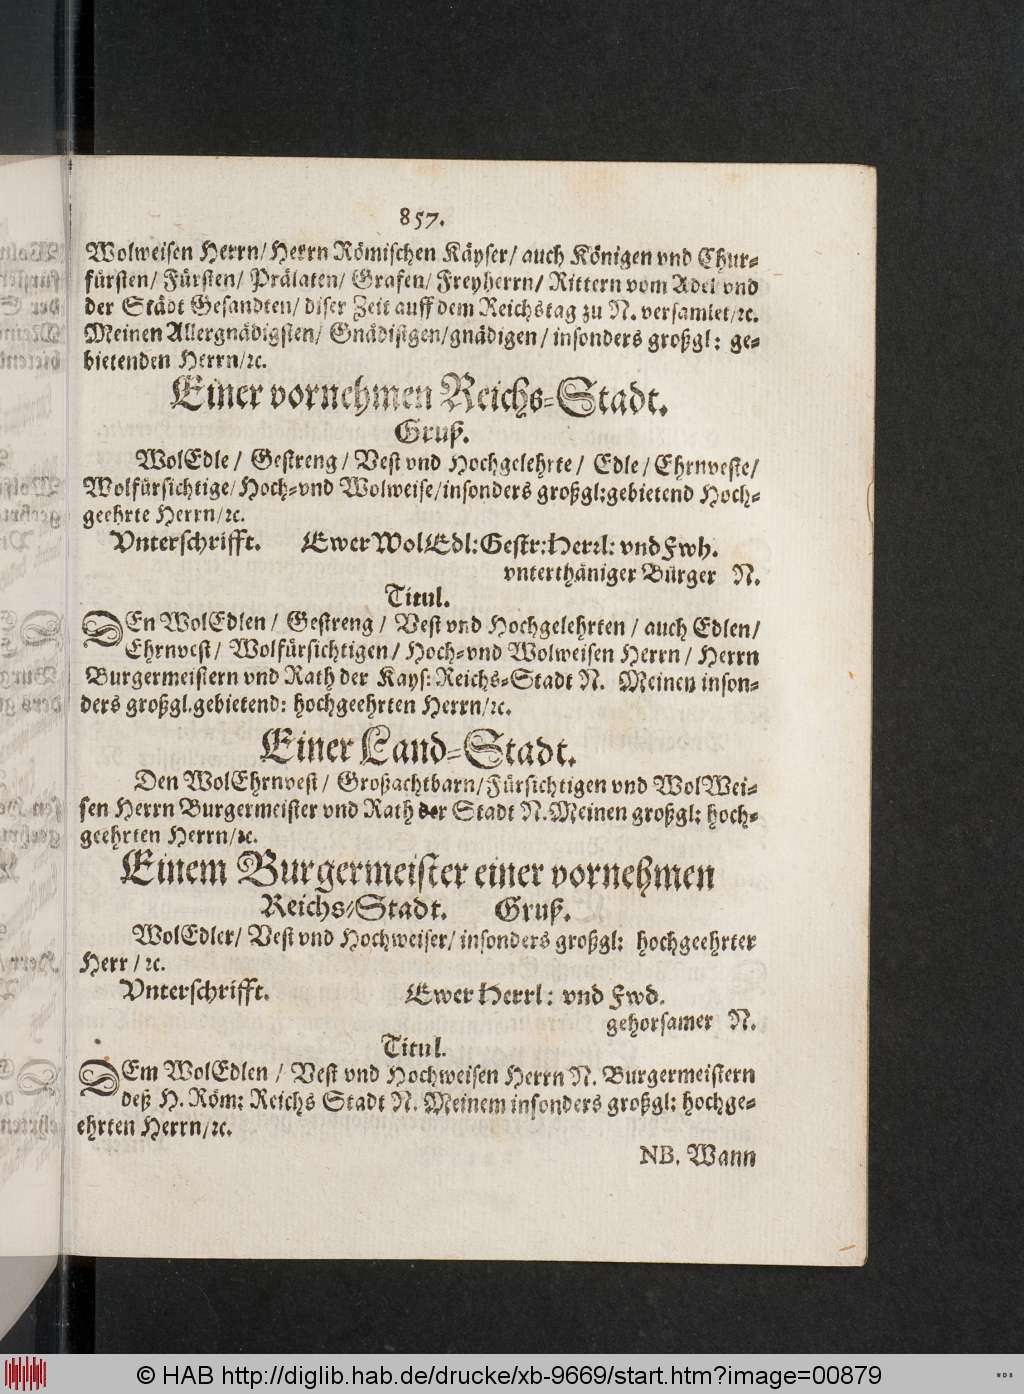 857.
Wolweisen Herrn/ Herrn Römischen Käyser/ auch Königen vnd Chur-
fürsten/ Fürsten/ Prälaten/ Grafen/ Freyherrn/ Rittern vom Adel vnd
der Städt Gesandten/ diser Zeit auff dem Reichstag zu N. versamlet/ꝛc.
Meinen Allergnädigsten/ Gnädisigen/gnädigen/ insonders großgl: ge-
bietenden Herrn/ꝛc.
Einer vornehmen Reichs-Stadt.
Gruß.
WolEdle / Gestreng / Vest vnd Hochgelehrte / Edle / Ehrnveste/
Wolfürsichtige/ Hoch-vnd Wolweise/insonders großgl:gebietend Hoch-
geehrte Herrn/ꝛc.
Vnterschrifft. Ewer WolEdl:Gestr:Herrl: vnd Fwh.
vnterthäniger Bürger N.
Titul.
DEn WolEdlen / Gestreng / Vest vnd Hochgelehrten / auch Edlen/
Ehrnvest/ Wolfürsichtigen/ Hoch-vnd Wolweisen Herrn/ Herrn
Burgermeistern vnd Rath der Kays: Reichs-Stadt N. Meinen inson-
ders großgl.gebietend: hochgeehrten Herrn/ꝛc.
Einer Land-Stadt.
Den WolEhrnvest/ Großachtbarn/Fürsichtigen vnd WolWei-
sen Herrn Burgermeister vnd Rath der Stadt N.Meinen großgl: hoch-
geehrten Herrn/ꝛc.
Einem Burgermeister einer vornehmen
Reichs-Stadt. Gruß.
WolEdler/ Vest vnd Hochweiser/ insonders großgl: hochgeehrter
Herr/ꝛc.
Vnterschrifft. Ewer Herrl: vnd Fwd.
gehorsamer N.
Titul.
DEm WolEdlen / Vest vnd Hochweisen Herrn N. Burgermeistern
deß H. Röm: Reichs Stadt N. Meinem insonders großgl: hochge-
ehrten Herrn/ꝛc.
NB. Wann
© HAB http://diglib.hab.de/drucke/xb-9669/start.htm?image=00879